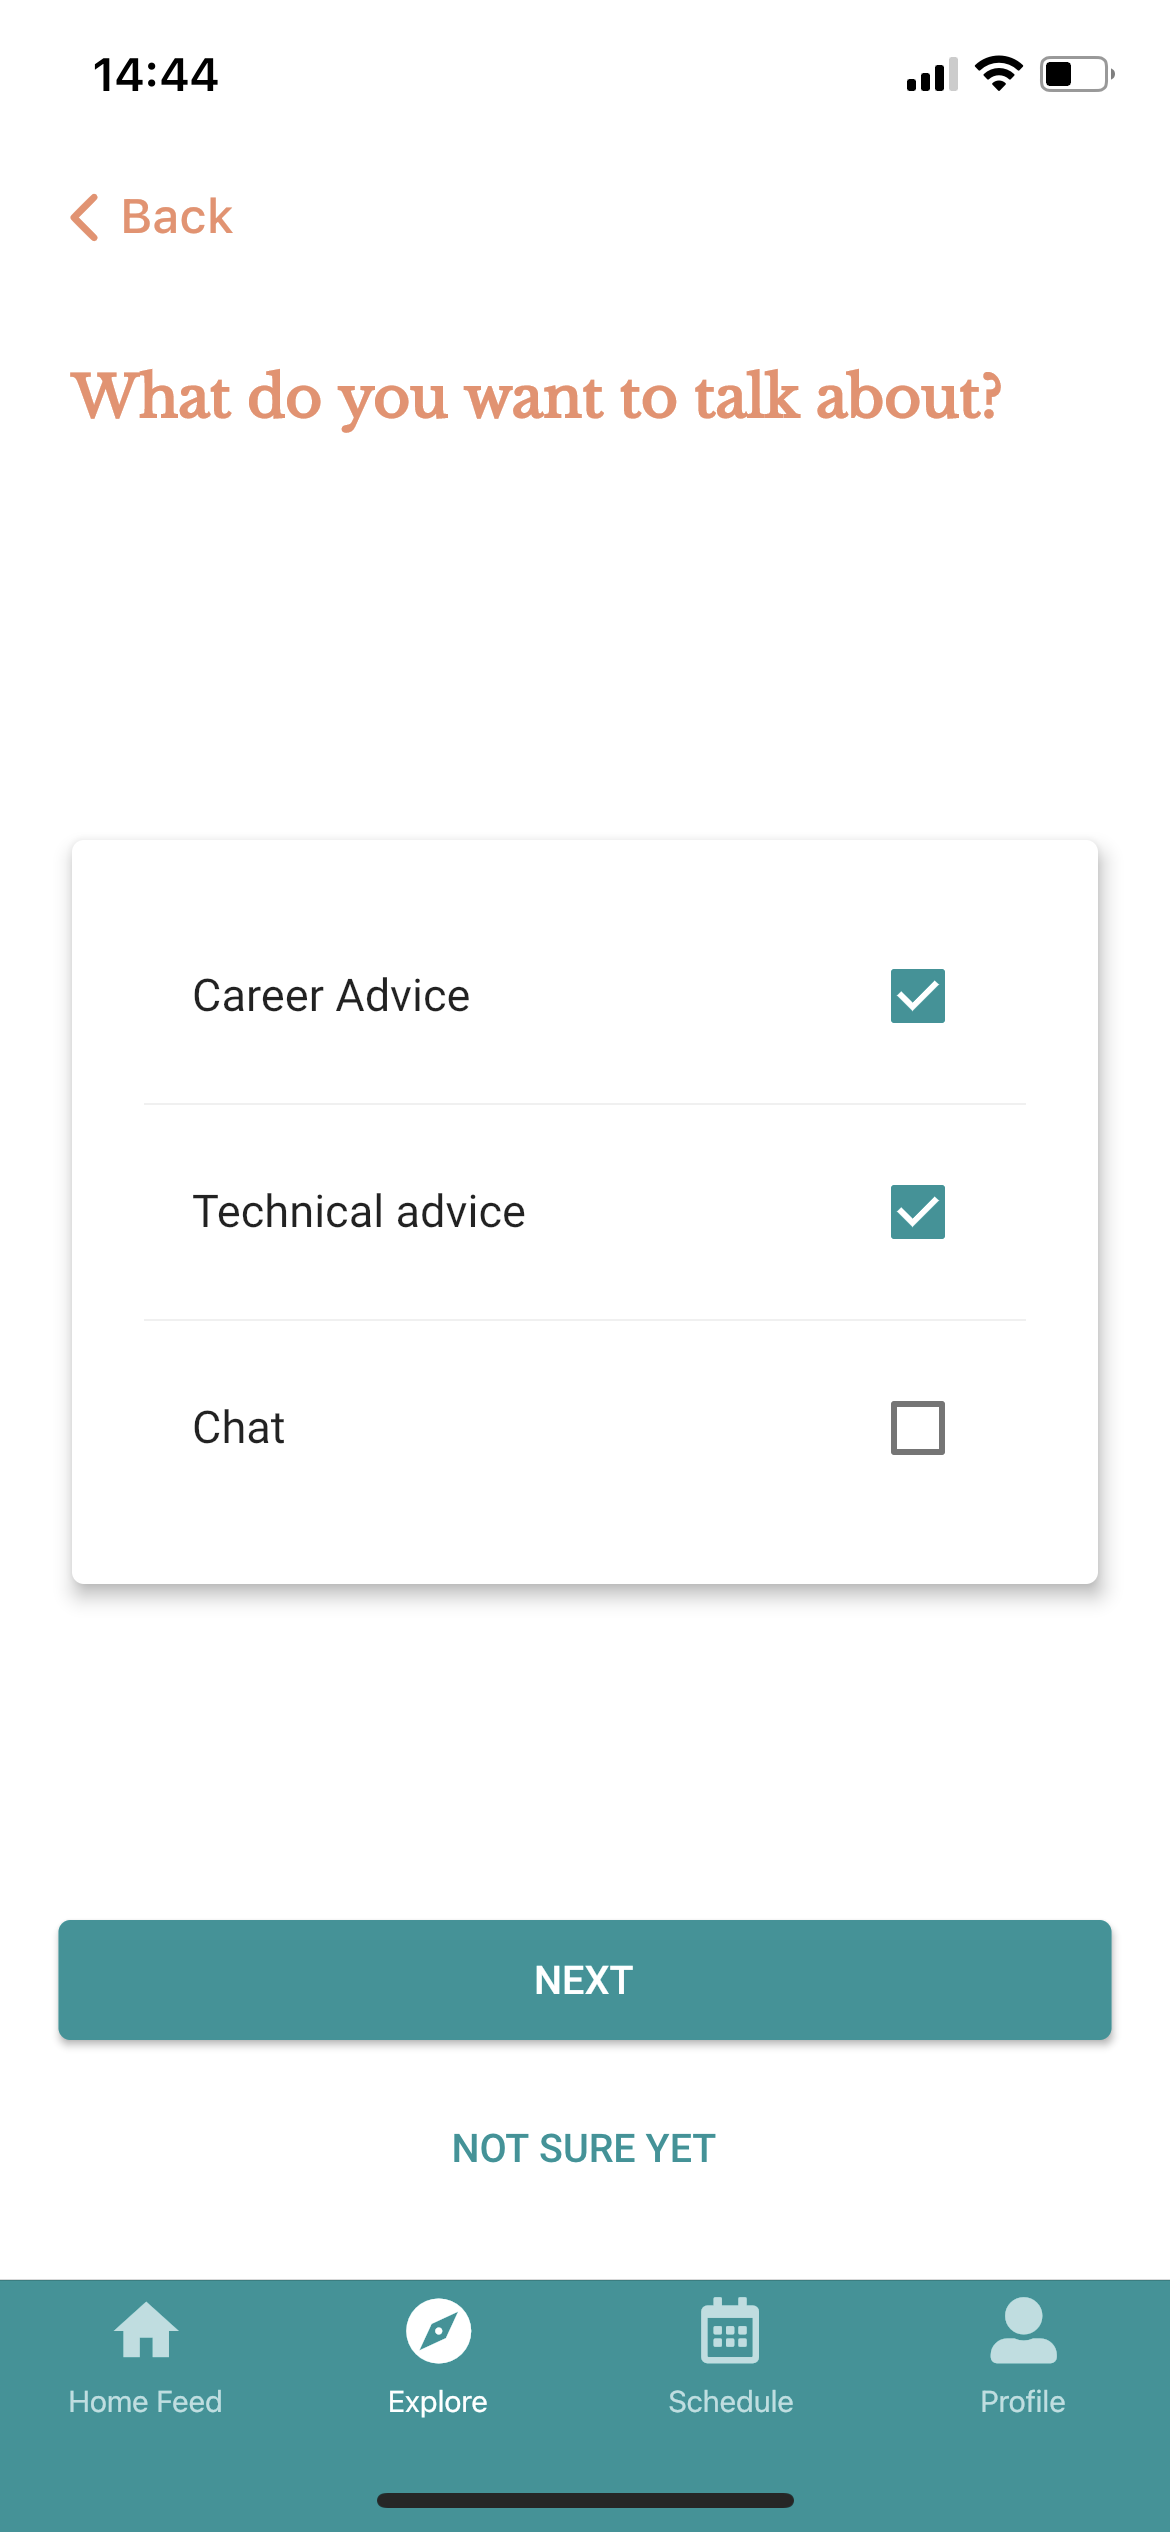 14:44
Back
What do you want to talk about?
Career Advice
Technical advice
Chat
NEXT
NOT SURE YET
Home Feed
Explore
Schedule
Profile